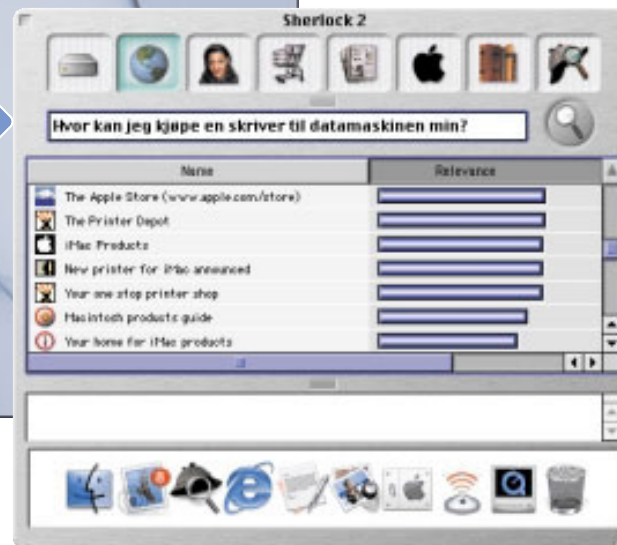 Sherlock 2
Hvor kan jeg kjøpe en skriver til datamaskinen min?
Name Relevance
The Apple Store (www.apple.com/store)
The Printer Depot
iMac Products
New printer for iMac announced
Your one stop printer shop
Macintosh products guide
Your home for iMac products